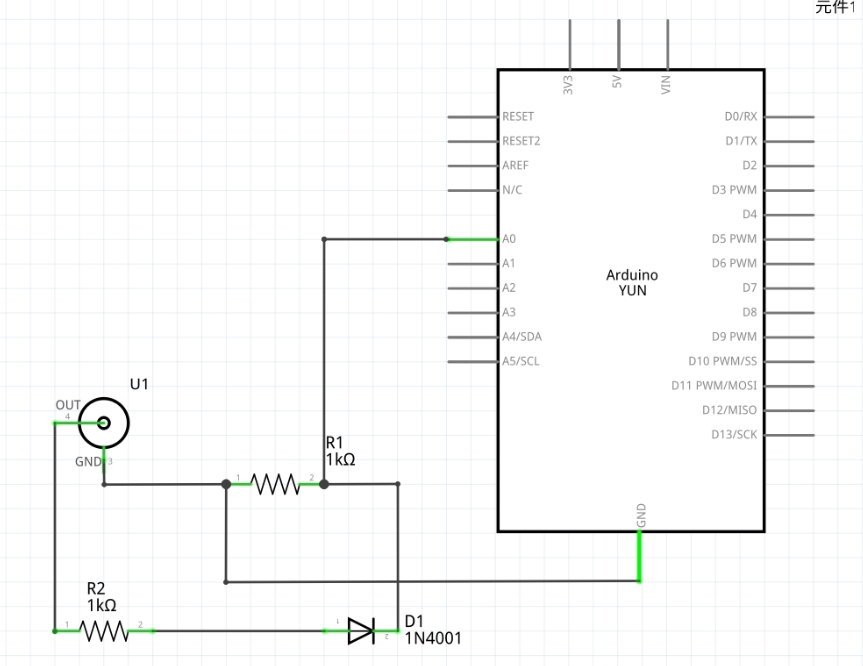 元件1
3V3
5V
VIN
RESET
RESET2
AREF
N/C
A0
A1
A2
A3
A4/SDA
A5/SCL
D0/RX
D1/TX
D2
D3 PWM
D4
D5 PWM
D6 PWM
D7
D8
D9 PWM
D10 PWM/SS
D11 PWM/MOSI
D12/MISO
D13/SCK
Arduino
YUN
GND
U1
OUT
4
GND
3
R1
1kΩ
1
2
R2
1kΩ
1
2
D1
1N4001
1
2